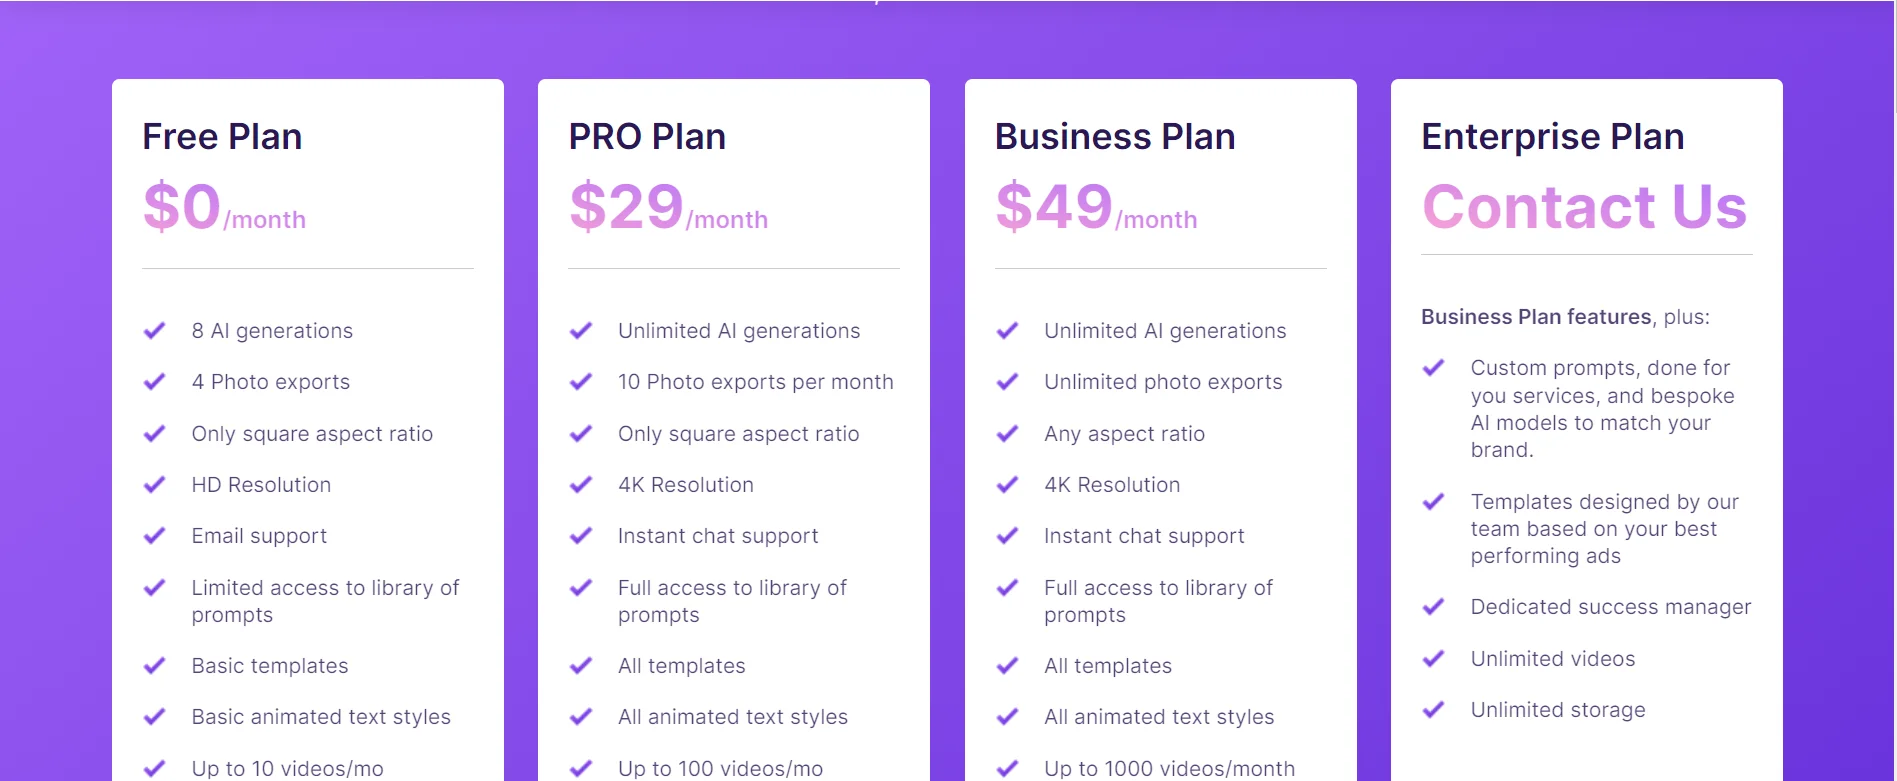 Free Plan
$0/month
8 AI generations
4 Photo exports
Only square aspect ratio
HD Resolution
Email support
Limited access to library of
prompts
Basic templates
Basic animated text styles
Up to 10 videos/mo
PRO Plan
$29/month
Unlimited AI generations
10 Photo exports per month
Only square aspect ratio
4K Resolution
Instant chat support
Full access to library of
prompts
All templates
All animated text styles
Up to 100 videos/mo
Business Plan
$49/month
Unlimited AI generations
Unlimited photo exports
Any aspect ratio
4K Resolution
Instant chat support
Full access to library of
prompts
All templates
All animated text styles
Up to 1000 videos/month
Enterprise Plan
Contact Us
Business Plan features, plus:
Custom prompts, done for
you services, and bespoke
AI models to match your
brand.
Templates designed by our
team based on your best
performing ads
Dedicated success manager
Unlimited videos
Unlimited storage